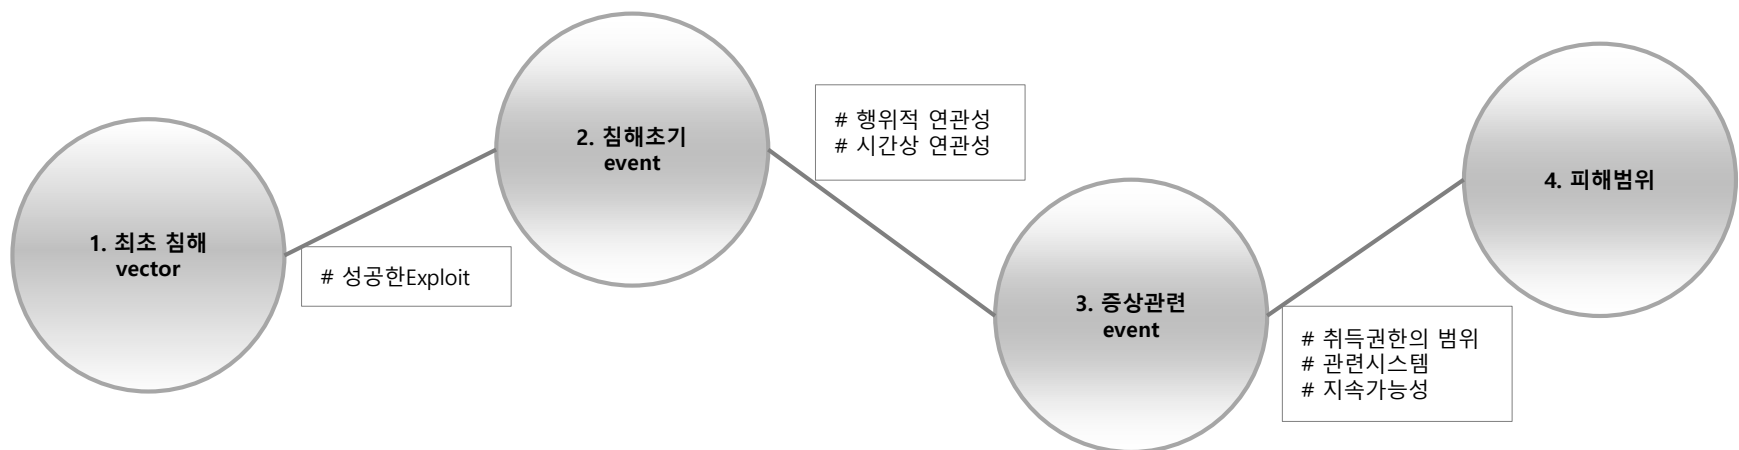 1. 최초 침해
vector
# 성공한Exploit
2. 침해초기
event
# 행위적 연관성
# 시간상 연관성
3. 증상관련
event
# 취득권한의 범위
# 관련시스템
# 지속가능성
4. 피해범위